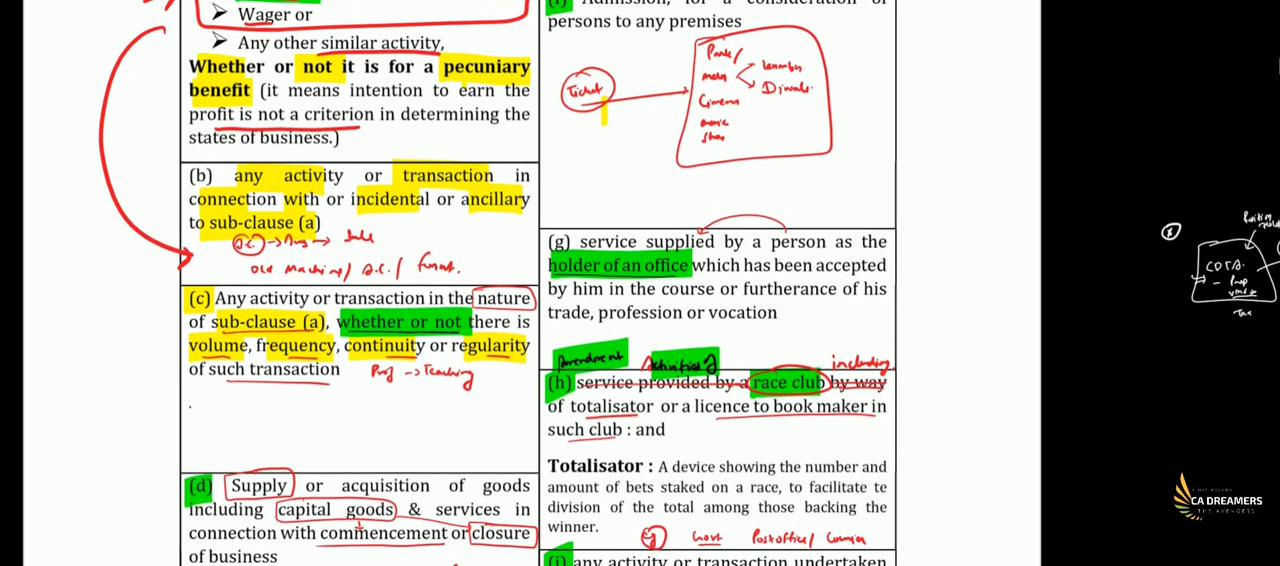 ➤ Wager or
➤ Any other similar activity,
Whether or not it is for a pecuniary
benefit (it means intention to earn the
profit is not a criterion in determining the
states of business.)
(b) any activity or transaction in
connection with or incidental or ancillary
to sub-clause (a)
Sale
old machine/ A.C./
(c) Any activity or transaction in the nature
of sub-clause (a), whether or not there is
volume, frequency, continuity or regularity
of such transaction
Prof → Teaching
(d) Supply or acquisition of goods
including capital goods & services in
connection with commencement or closure
of business
persons to any premises
Ticket
Diwali
Cinema
(g) service supplied by a person as the
holder of an office which has been accepted
by him in the course or furtherance of his
trade, profession or vocation
Amendment Activities of including
(h) service provided by a race club by way
of totalisator or a licence to book maker in
such club : and
Totalisator : A device showing the number and
amount of bets staked on a race, to facilitate te
division of the total among those backing the
winner.
eg Govt Post office/
(i) any activity or transaction undertaken
Tax
CA DREAMERS
THE AVENGERS